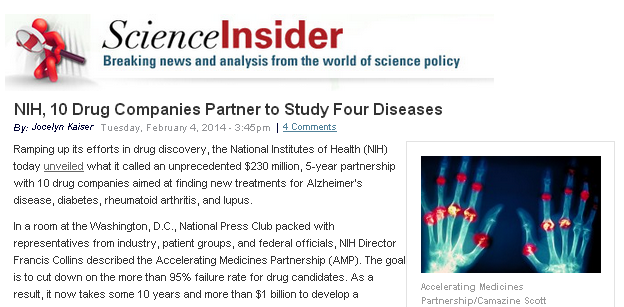 ScienceInsider
Breaking news and analysis from the world of science policy
NIH, 10 Drug Companies Partner to Study Four Diseases
By: Jocelyn Kaiser Tuesday, February 4, 2014 - 3:45pm | 4 Comments
Ramping up its efforts in drug discovery, the National Institutes of Health (NIH)
today unveiled what it called an unprecedented $230 million, 5-year partnership
with 10 drug companies aimed at finding new treatments for Alzheimer's
disease, diabetes, rheumatoid arthritis, and lupus.
In a room at the Washington, D.C., National Press Club packed with
representatives from industry, patient groups, and federal officials, NIH Director
Francis Collins described the Accelerating Medicines Partnership (AMP). The goal
is to cut down on the more than 95% failure rate for drug candidates. As a
result, it now takes some 10 years and more than $1 billion to develop a
Accelerating Medicines
Partnership/Camazine Scott